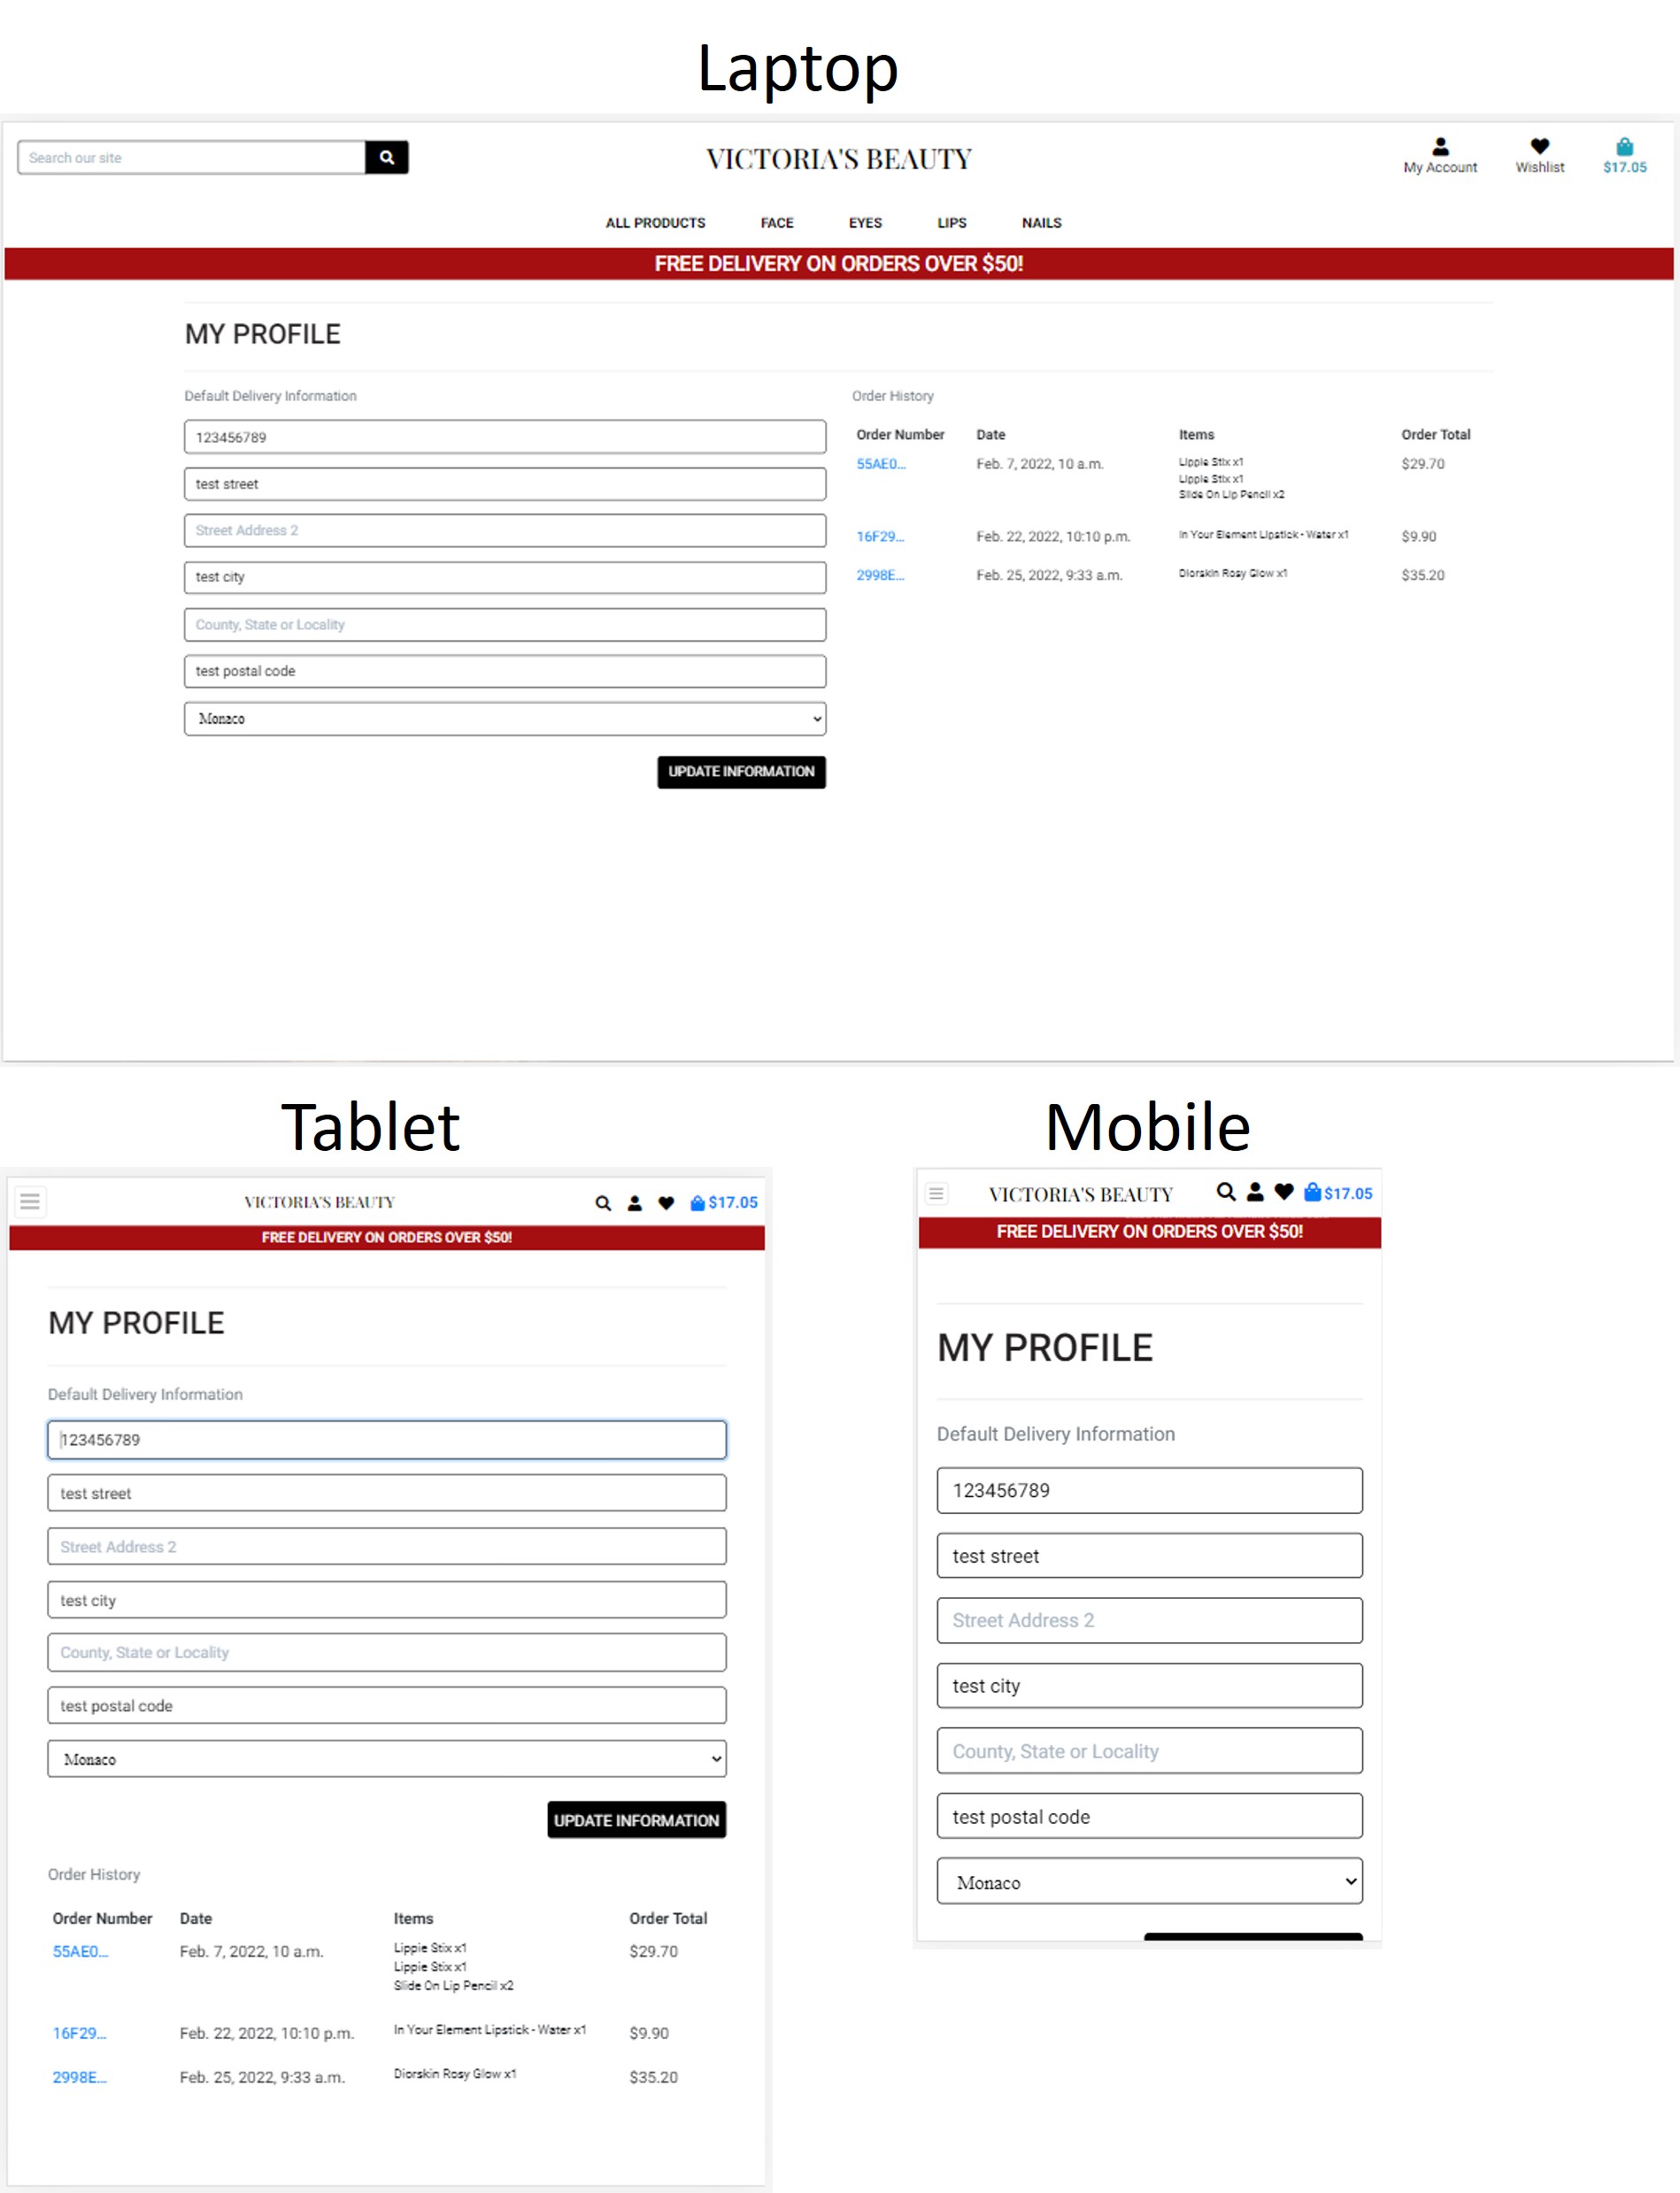 Laptop
Search our site
VICTORIA'S BEAUTY
My Account Wishlist $17.05
ALL PRODUCTS FACE EYES LIPS NAILS
FREE DELIVERY ON ORDERS OVER $50!
MY PROFILE
Default Delivery Information
123456789
test street
Street Address 2
test city
County, State or Locality
test postal code
Monaco
UPDATE INFORMATION
Order History
Order Number Date Items Order Total
55AE0... Feb. 7, 2022, 10 a.m. Lippie Stix x1 $29.70
Lippie Stix x1
Slide On Lip Pencil x2
16F29... Feb. 22, 2022, 10:10 p.m. In Your Element Lipstick - Water x1 $9.90
2998E... Feb. 25, 2022, 9:33 a.m. Diorskin Rosy Glow x1 $35.20
Tablet
VICTORIA'S BEAUTY $17.05
FREE DELIVERY ON ORDERS OVER $50!
MY PROFILE
Default Delivery Information
123456789
test street
Street Address 2
test city
County, State or Locality
test postal code
Monaco
UPDATE INFORMATION
Order History
Order Number Date Items Order Total
55AE0... Feb. 7, 2022, 10 a.m. Lippie Stix x1 $29.70
Lippie Stix x1
Slide On Lip Pencil x2
16F29... Feb. 22, 2022, 10:10 p.m. In Your Element Lipstick - Water x1 $9.90
2998E... Feb. 25, 2022, 9:33 a.m. Diorskin Rosy Glow x1 $35.20
Mobile
VICTORIA'S BEAUTY $17.05
FREE DELIVERY ON ORDERS OVER $50!
MY PROFILE
Default Delivery Information
123456789
test street
Street Address 2
test city
County, State or Locality
test postal code
Monaco